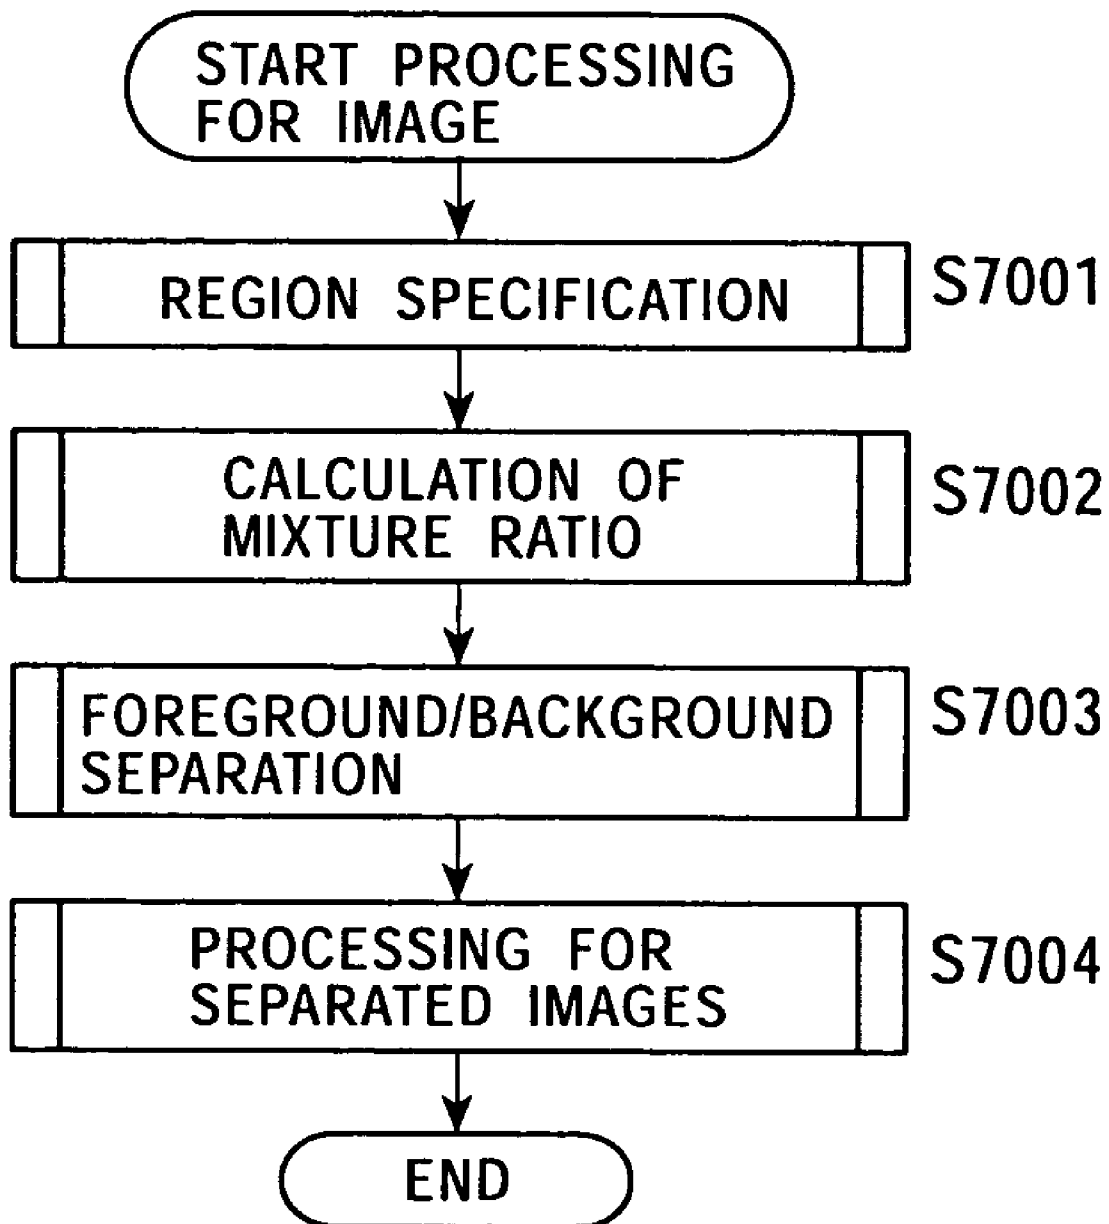 START PROCESSING
FOR IMAGE
REGION SPECIFICATION
S7001
CALCULATION OF
MIXTURE RATIO
S7002
FOREGROUND/BACKGROUND
SEPARATION
S7003
PROCESSING FOR
SEPARATED IMAGES
S7004
END